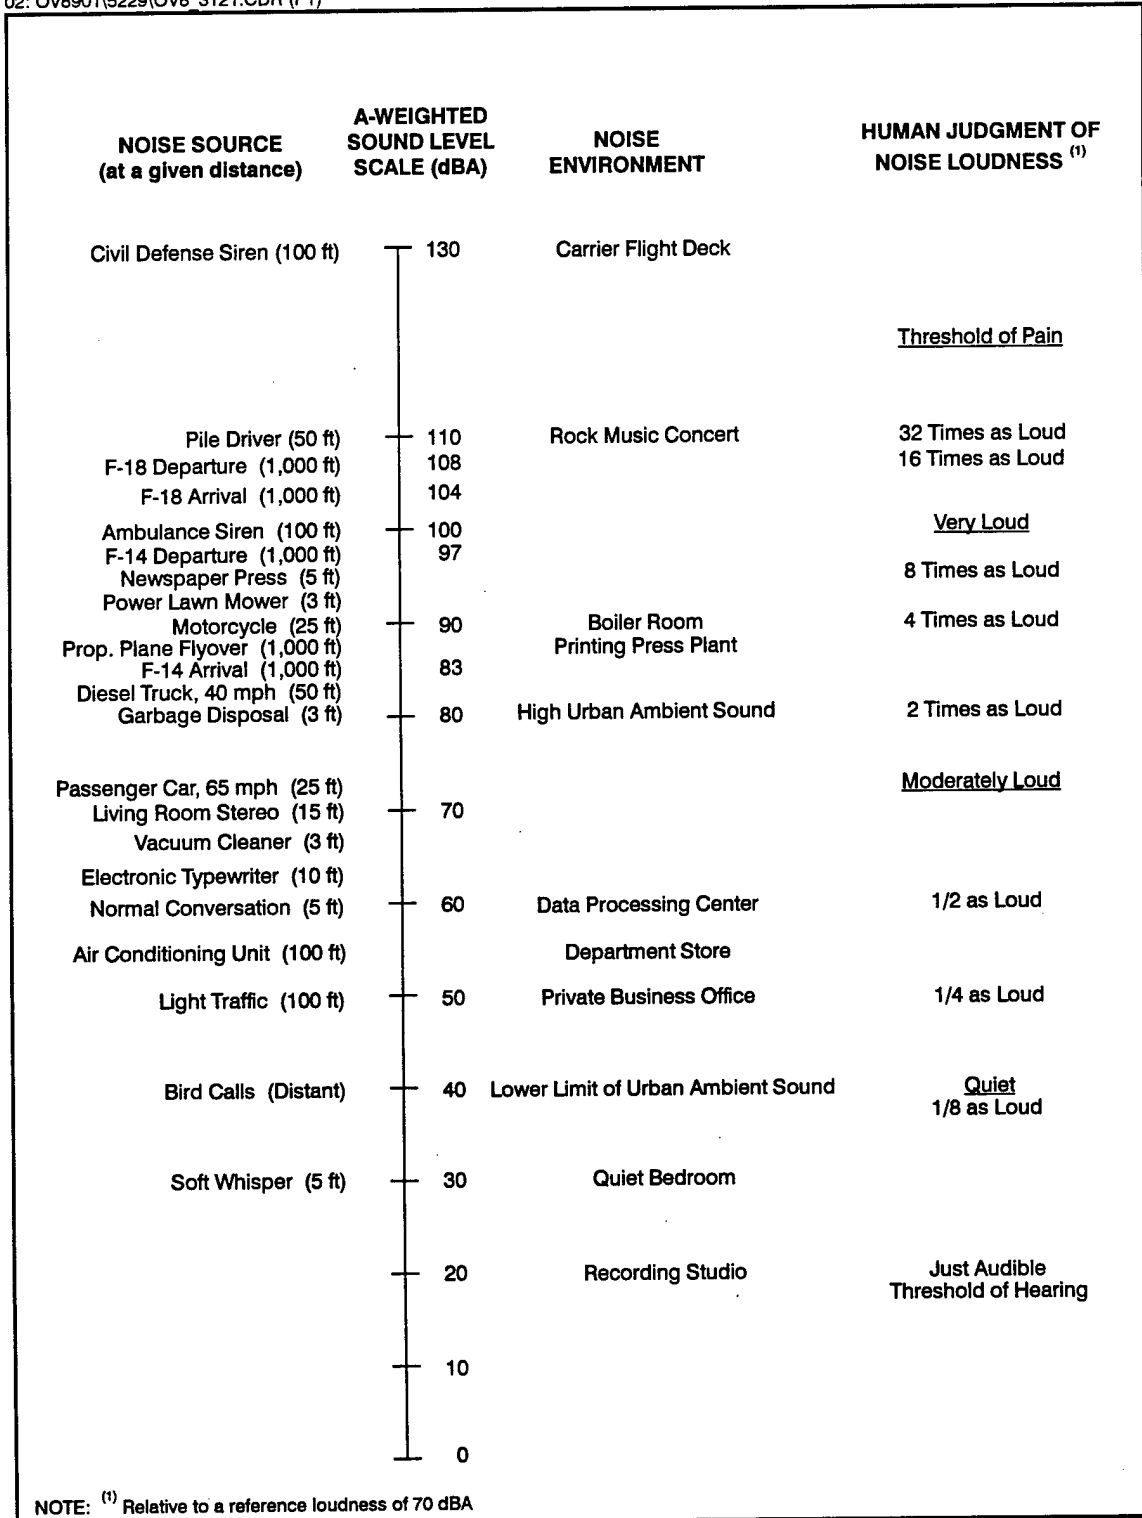 02: OV8901\5229\OV8_3121.CDR (P1)
NOISE SOURCE
(at a given distance)
A-WEIGHTED
SOUND LEVEL
SCALE (dBA)
NOISE
ENVIRONMENT
HUMAN JUDGMENT OF
NOISE LOUDNESS (1)
Civil Defense Siren (100 ft) 130 Carrier Flight Deck
Threshold of Pain
Pile Driver (50 ft) 110 Rock Music Concert 32 Times as Loud
F-18 Departure (1,000 ft) 108 16 Times as Loud
F-18 Arrival (1,000 ft) 104
Ambulance Siren (100 ft) 100 Very Loud
F-14 Departure (1,000 ft) 97
Newspaper Press (5 ft) 8 Times as Loud
Power Lawn Mower (3 ft)
Motorcycle (25 ft) 90 Boiler Room 4 Times as Loud
Prop. Plane Flyover (1,000 ft) Printing Press Plant
F-14 Arrival (1,000 ft) 83
Diesel Truck, 40 mph (50 ft)
Garbage Disposal (3 ft) 80 High Urban Ambient Sound 2 Times as Loud
Passenger Car, 65 mph (25 ft) Moderately Loud
Living Room Stereo (15 ft) 70
Vacuum Cleaner (3 ft)
Electronic Typewriter (10 ft)
Normal Conversation (5 ft) 60 Data Processing Center 1/2 as Loud
Air Conditioning Unit (100 ft) Department Store
Light Traffic (100 ft) 50 Private Business Office 1/4 as Loud
Bird Calls (Distant) 40 Lower Limit of Urban Ambient Sound Quiet
1/8 as Loud
Soft Whisper (5 ft) 30 Quiet Bedroom
20 Recording Studio Just Audible
Threshold of Hearing
10
0
NOTE: (1) Relative to a reference loudness of 70 dBA